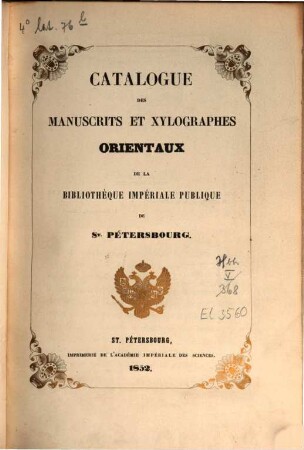 4° Cat. 76 b
CATALOGUE
DES
MANUSCRITS ET XYLOGRAPHES
ORIENTAUX
DE LA
BIBLIOTHÈQUE IMPÉRIALE PUBLIQUE
DE
St. PÉTERSBOURG.
V
368
El 3560
ST. PÉTERSBOURG,
IMPRIMERIE DE L'ACADÉMIE IMPÉRIALE DES SCIENCES.
1852.